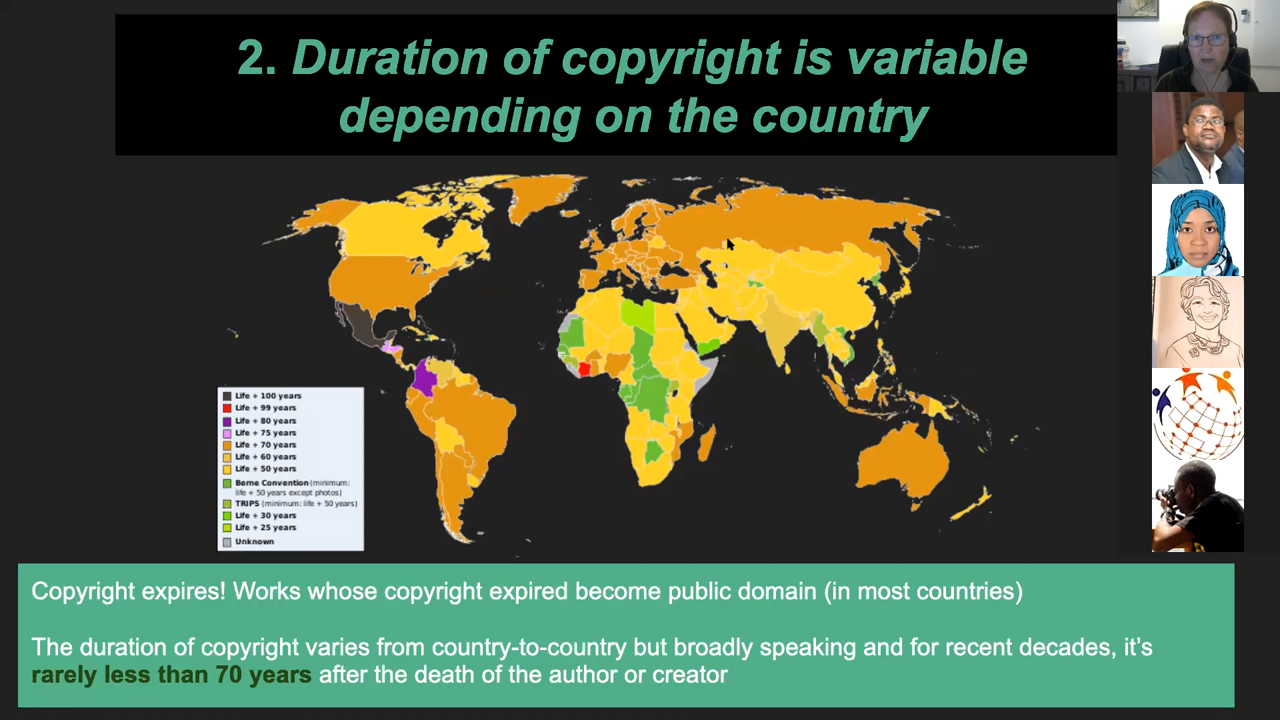 2. Duration of copyright is variable
depending on the country
Life + 100 years
Life + 99 years
Life + 80 years
Life + 75 years
Life + 70 years
Life + 60 years
Life + 50 years
Berne Convention (minimum:
life + 50 years except photos)
TRIPS (minimum: life + 50 years)
Life + 30 years
Life + 25 years
Unknown
Copyright expires! Works whose copyright expired become public domain (in most countries)
The duration of copyright varies from country-to-country but broadly speaking and for recent decades, it’s
rarely less than 70 years after the death of the author or creator